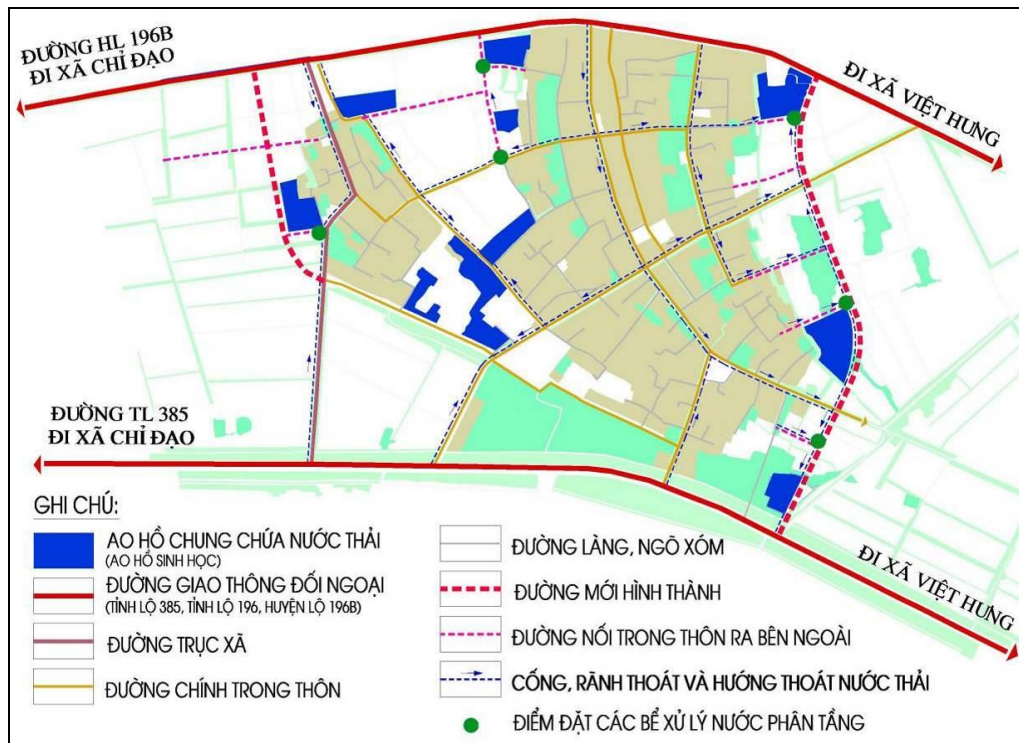 ĐƯỜNG HL 196B
ĐI XÃ CHỈ ĐẠO
ĐI XÃ VIỆT HƯNG
ĐƯỜNG TL 385
ĐI XÃ CHỈ ĐẠO
ĐI XÃ VIỆT HƯNG
GHI CHÚ:
AO HỒ CHUNG CHỨA NƯỚC THẢI
(AO HỒ SINH HỌC)
ĐƯỜNG GIAO THÔNG ĐỐI NGOẠI
(TỈNH LỘ 385, TỈNH LỘ 196, HUYỆN LỘ 196B)
ĐƯỜNG TRỤC XÃ
ĐƯỜNG CHÍNH TRONG THÔN
ĐƯỜNG LÀNG, NGÕ XÓM
ĐƯỜNG MỚI HÌNH THÀNH
ĐƯỜNG NỐI TRONG THÔN RA BÊN NGOÀI
CỐNG, RÃNH THOÁT VÀ HƯỚNG THOÁT NƯỚC THẢI
ĐIỂM ĐẶT CÁC BỂ XỬ LÝ NƯỚC PHÂN TẦNG